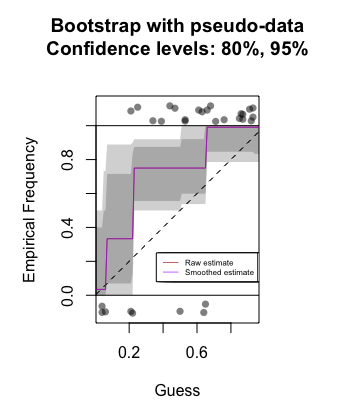 Bootstrap with pseudo-data
Confidence levels: 80%, 95%
Empirical Frequency
0.8
0.4
0.0
Raw estimate
Smoothed estimate
0.2
0.6
Guess